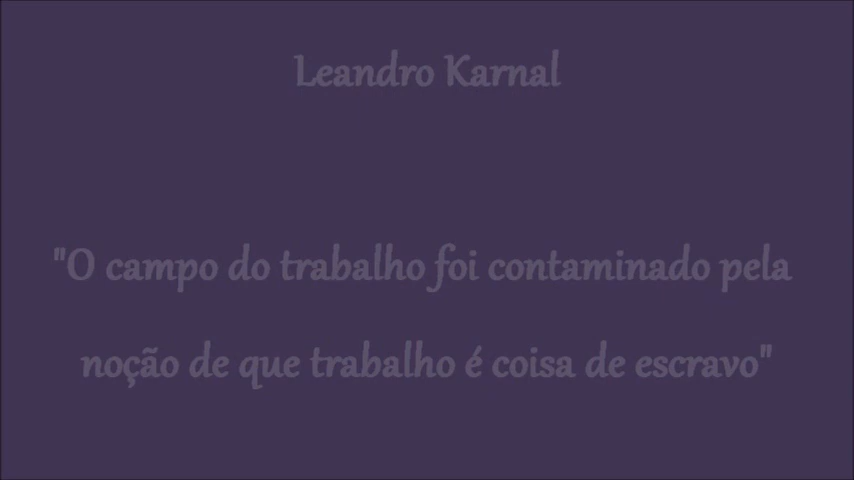 Leandro Karnal
"O campo do trabalho foi contaminado pela
noção de que trabalho é coisa de escravo"